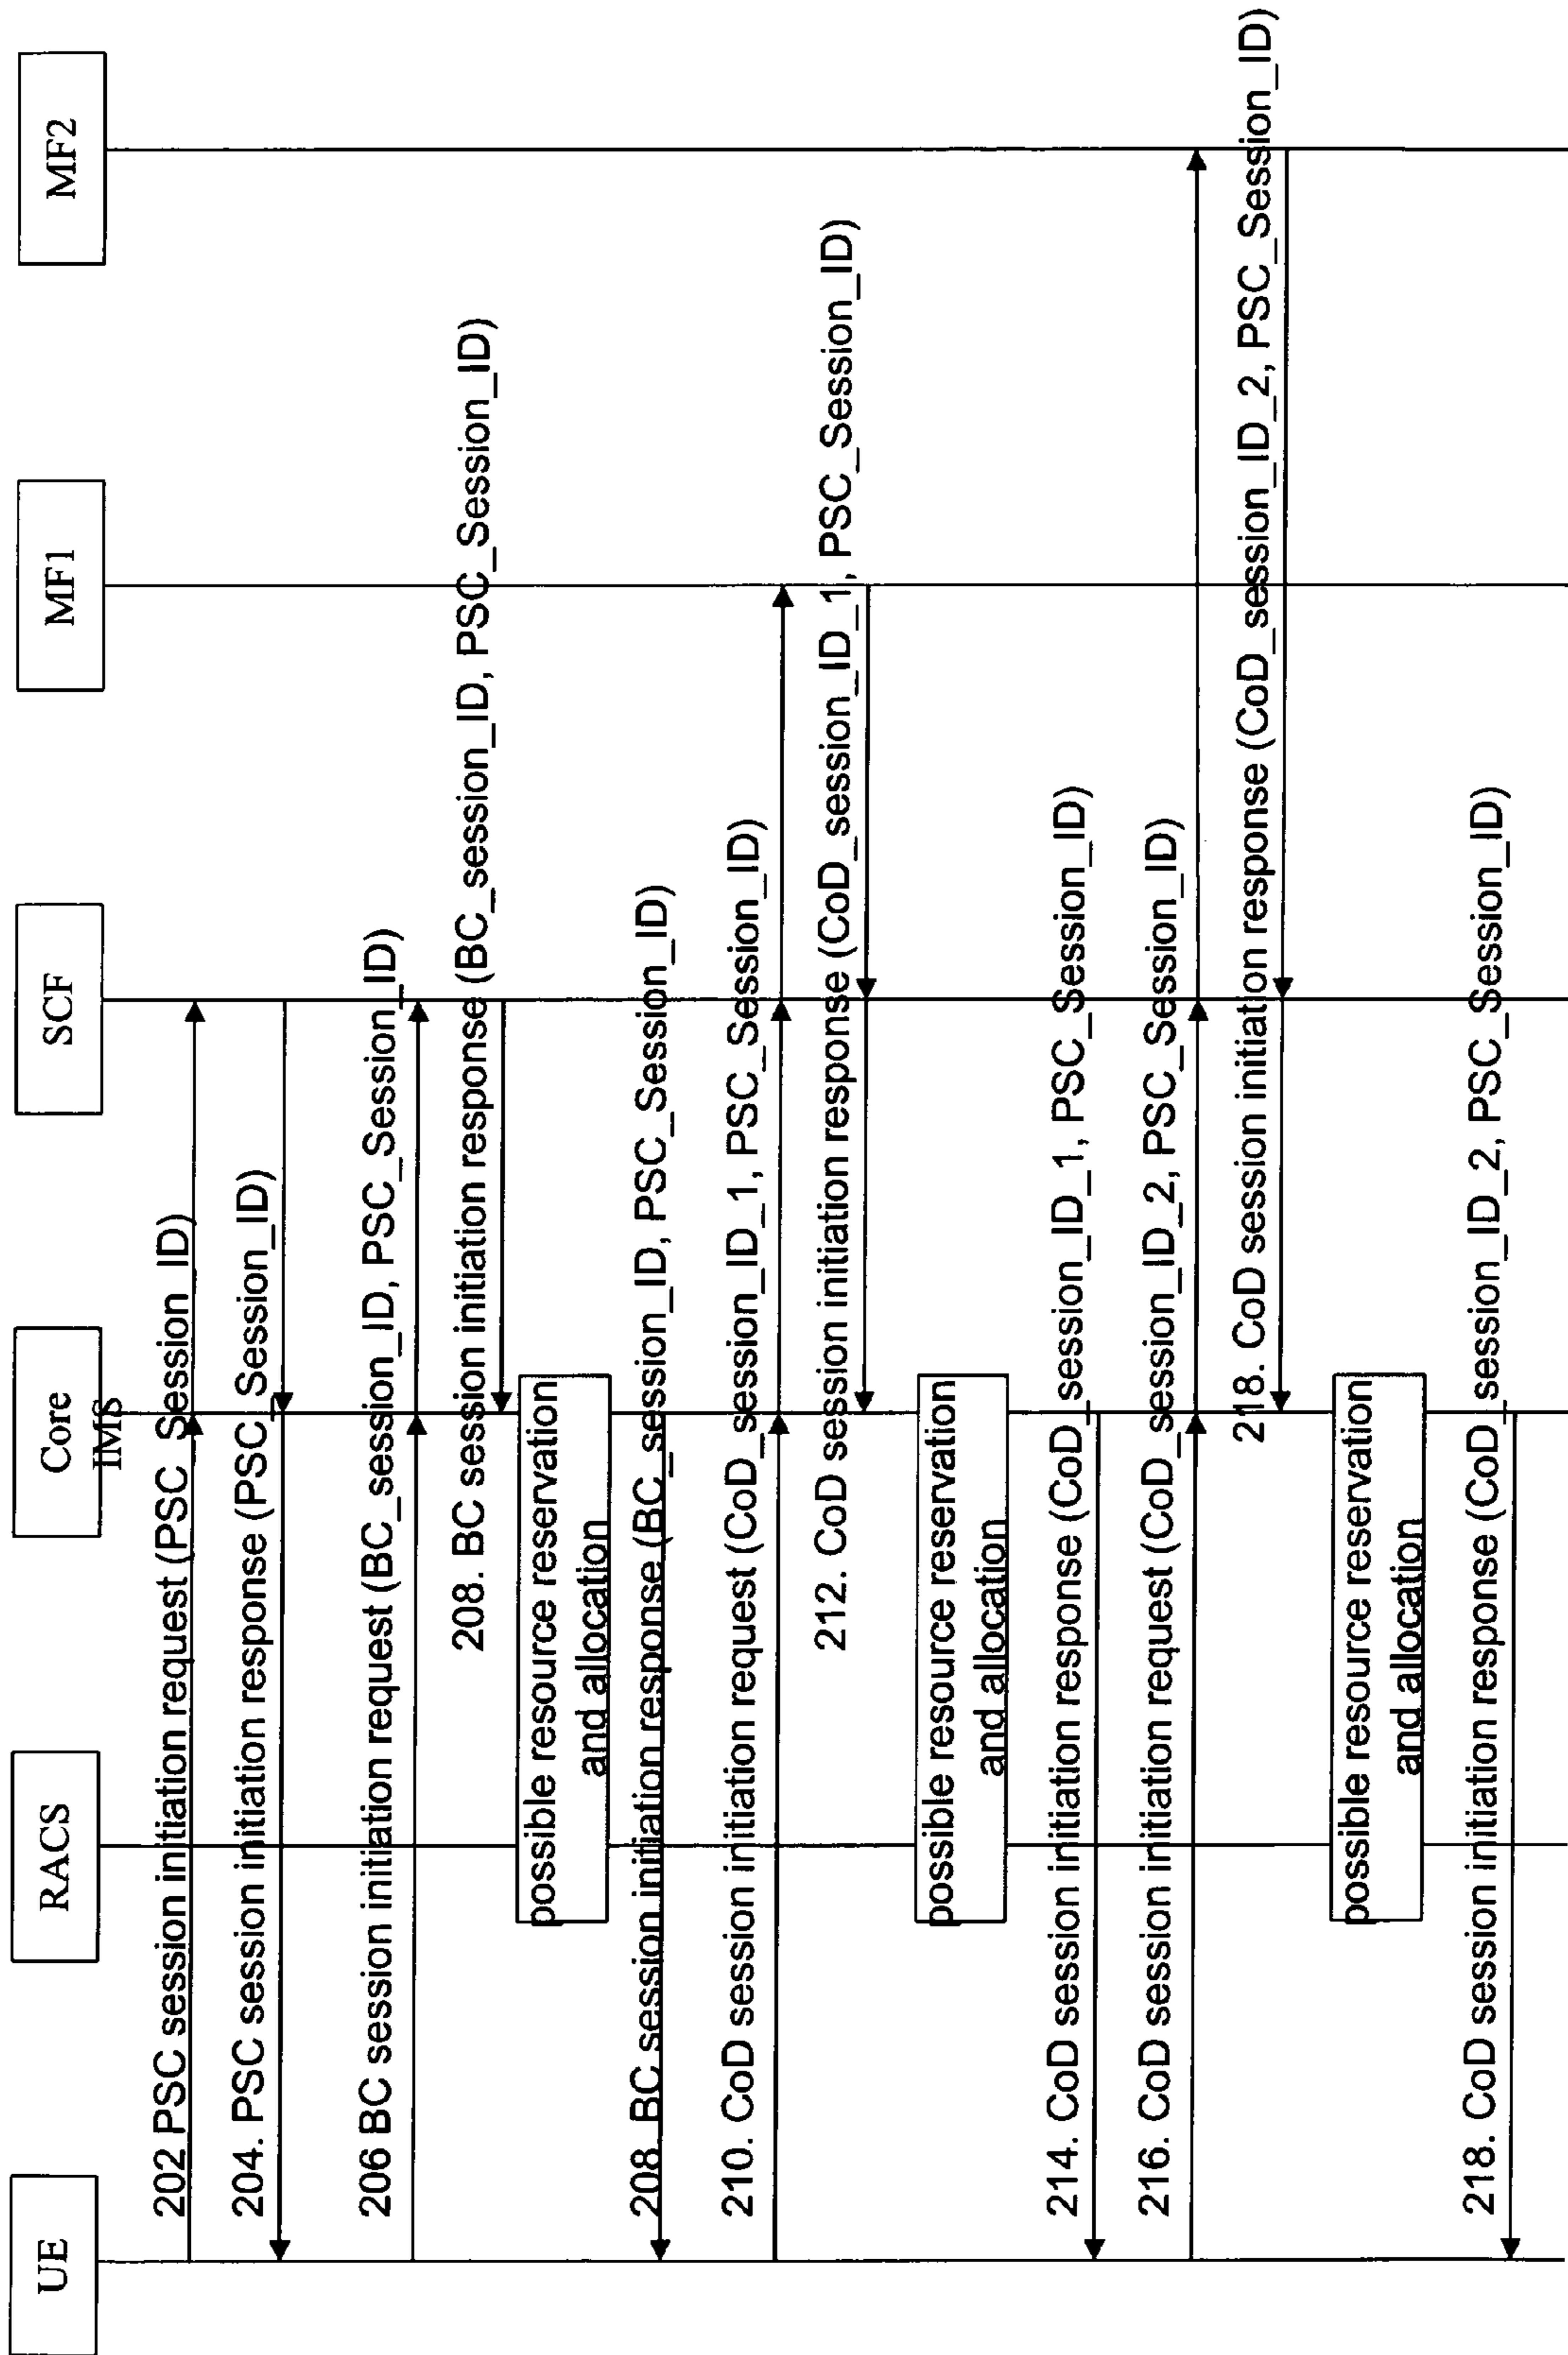 UE
RACS
Core
IMS
SCF
MF1
MF2
202 PSC session initiation request (PSC_Session_ID)
204. PSC session initiation response (PSC_Session_ID)
206 BC session initiation request (BC_session_ID, PSC_Session_ID)
208. BC session initiation response (BC_session_ID, PSC_Session_ID)
possible resource reservation
and allocation
208. BC session initiation response (BC_session_ID, PSC_Session_ID)
210. CoD session initiation request (CoD_session_ID_1, PSC_Session_ID)
212. CoD session initiation response (CoD_session_ID_1, PSC_Session_ID)
possible resource reservation
and allocation
214. CoD session initiation response (CoD_session_ID_1, PSC_Session_ID)
216. CoD session initiation request (CoD_session_ID_2, PSC_Session_ID)
218. CoD session initiation response (CoD_session_ID_2, PSC_Session_ID)
possible resource reservation
and allocation
218. CoD session initiation response (CoD_session_ID_2, PSC_Session_ID)